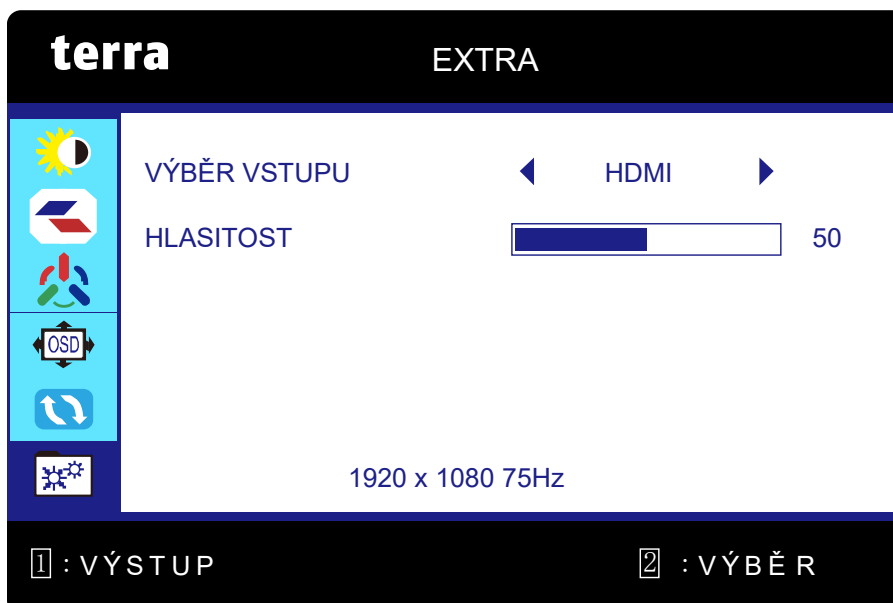 terra EXTRA
VÝBĚR VSTUPU HDMI
HLASITOST 50
OSD
1920 x 1080 75Hz
1 : VÝSTUP 2 : VÝBĚR